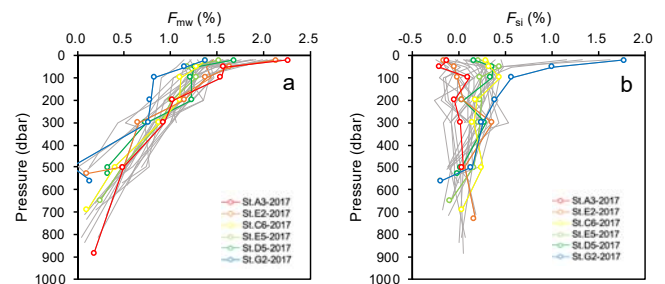 F_mw (%)
0.0 0.5 1.0 1.5 2.0 2.5
0
100
200
300
400
500
600
700
800
900
1000
Pressure (dbar)
a
St.A3-2017
St.E2-2017
St.C6-2017
St.E5-2017
St.D5-2017
St.G2-2017
F_si (%)
-0.5 0.0 0.5 1.0 1.5 2.0
0
100
200
300
400
500
600
700
800
900
1000
Pressure (dbar)
b
St.A3-2017
St.E2-2017
St.C6-2017
St.E5-2017
St.D5-2017
St.G2-2017